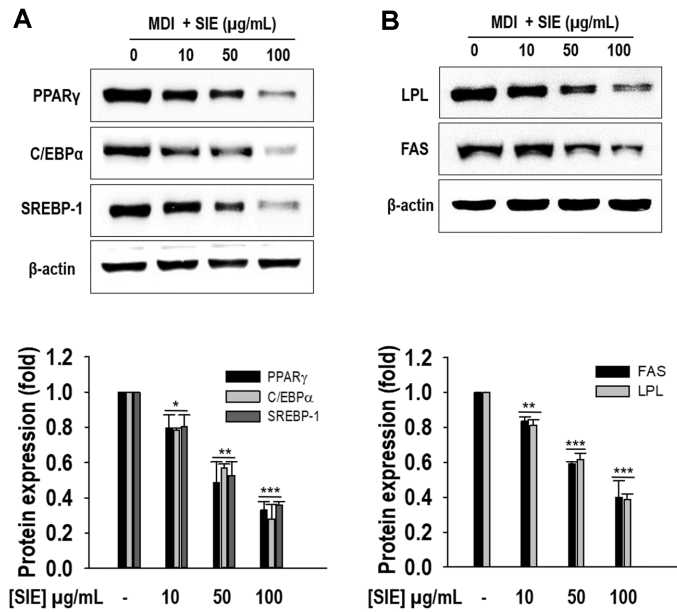 A
MDI + SIE (µg/mL)
0 10 50 100
PPARγ
C/EBPα
SREBP-1
β-actin
B
MDI + SIE (µg/mL)
0 10 50 100
LPL
FAS
β-actin
Protein expression (fold)
1.2
1.0
0.8
0.6
0.4
0.2
0.0
PPARγ
C/EBPα
SREBP-1
*
**
***
[SIE] µg/mL - 10 50 100
Protein expression (fold)
1.2
1.0
0.8
0.6
0.4
0.2
0.0
FAS
LPL
**
***
***
[SIE] µg/mL - 10 50 100